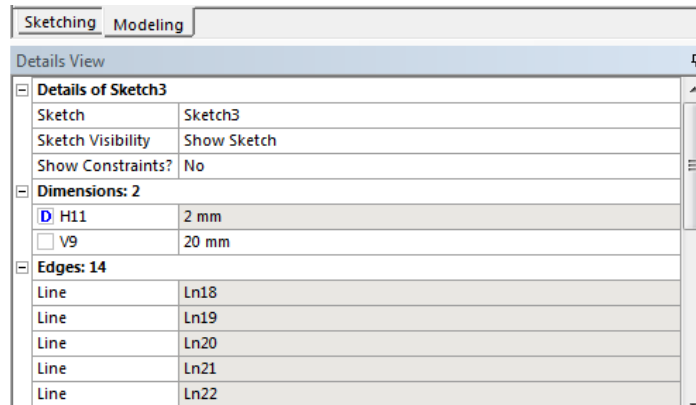 Sketching Modeling
Details View
Details of Sketch3
Sketch Sketch3
Sketch Visibility Show Sketch
Show Constraints? No
Dimensions: 2
D H11 2 mm
V9 20 mm
Edges: 14
Line Ln18
Line Ln19
Line Ln20
Line Ln21
Line Ln22